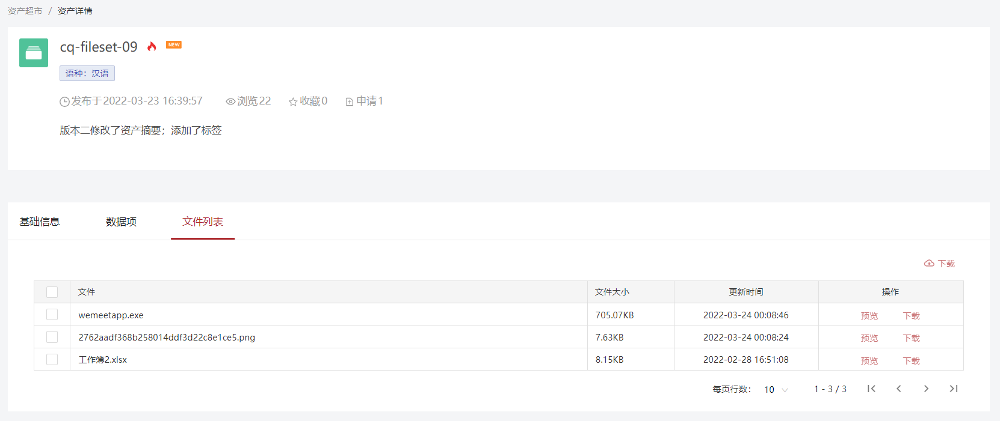 资产超市 / 资产详情
cq-fileset-09 NEW
语种：汉语
发布于2022-03-23 16:39:57 浏览22 收藏0 申请1
版本二修改了资产摘要；添加了标签
基础信息 数据项 文件列表
下载
文件 文件大小 更新时间 操作
wemeetapp.exe 705.07KB 2022-03-24 00:08:46 预览 下载
2762aadf368b258014ddf3d22c8e1ce5.png 7.63KB 2022-03-24 00:08:24 预览 下载
工作簿2.xlsx 8.15KB 2022-02-28 16:51:08 预览 下载
每页行数： 10 1 - 3 / 3